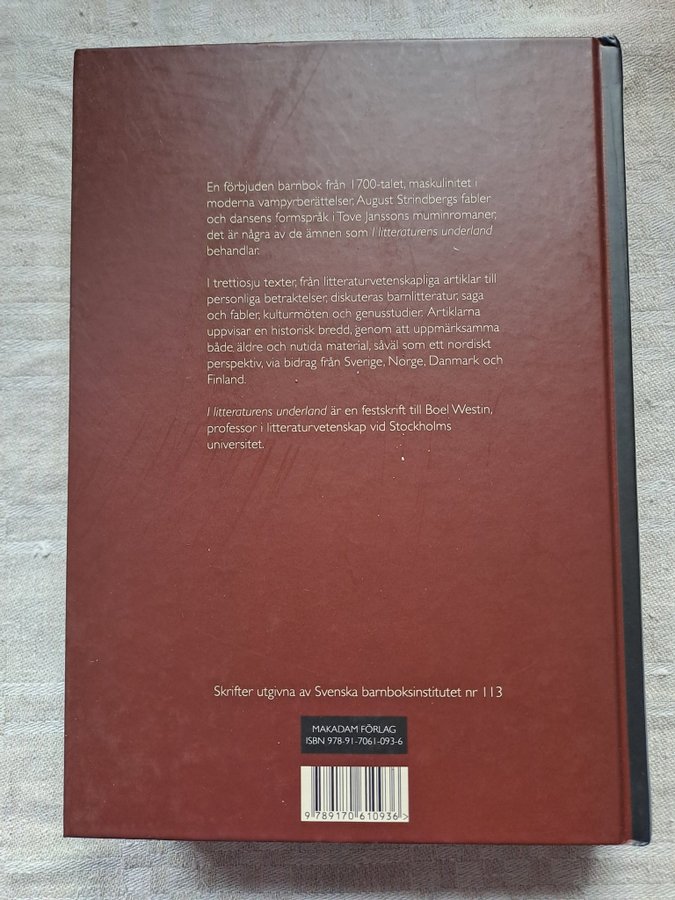 En förbjuden barnbok från 1700-talet, maskulinitet i
moderna vampyrberättelser, August Strindbergs fabler
och dansens formspråk i Tove Janssons muminromaner,
det är några av de ämnen som I litteraturens underland
behandlar.
I trettiosju texter, från litteraturvetenskapliga artiklar till
personliga betraktelser, diskuteras barnlitteratur, saga
och fabler, kulturmöten och genusstudier. Artiklarna
uppvisar en historisk bredd, genom att uppmärksamma
både äldre och nutida material, såväl som ett nordiskt
perspektiv, via bidrag från Sverige, Norge, Danmark och
Finland.
I litteraturens underland är en festskrift till Boel Westin,
professor i litteraturvetenskap vid Stockholms
universitet.
Skrifter utgivna av Svenska barnboksinstitutet nr 113
MAKADAM FÖRLAG
ISBN 978-91-7061-093-6
9 789170 610936 >